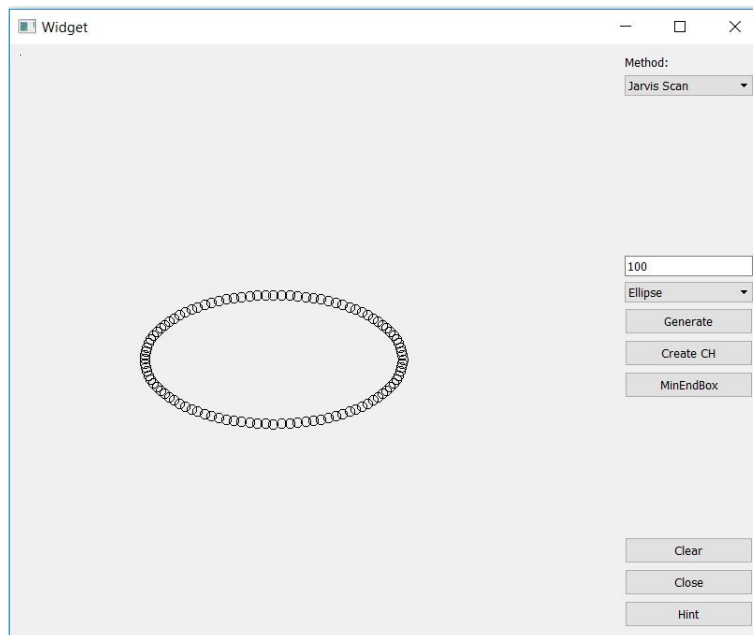 Widget
Method:
Jarvis Scan
100
Ellipse
Generate
Create CH
MinEndBox
Clear
Close
Hint